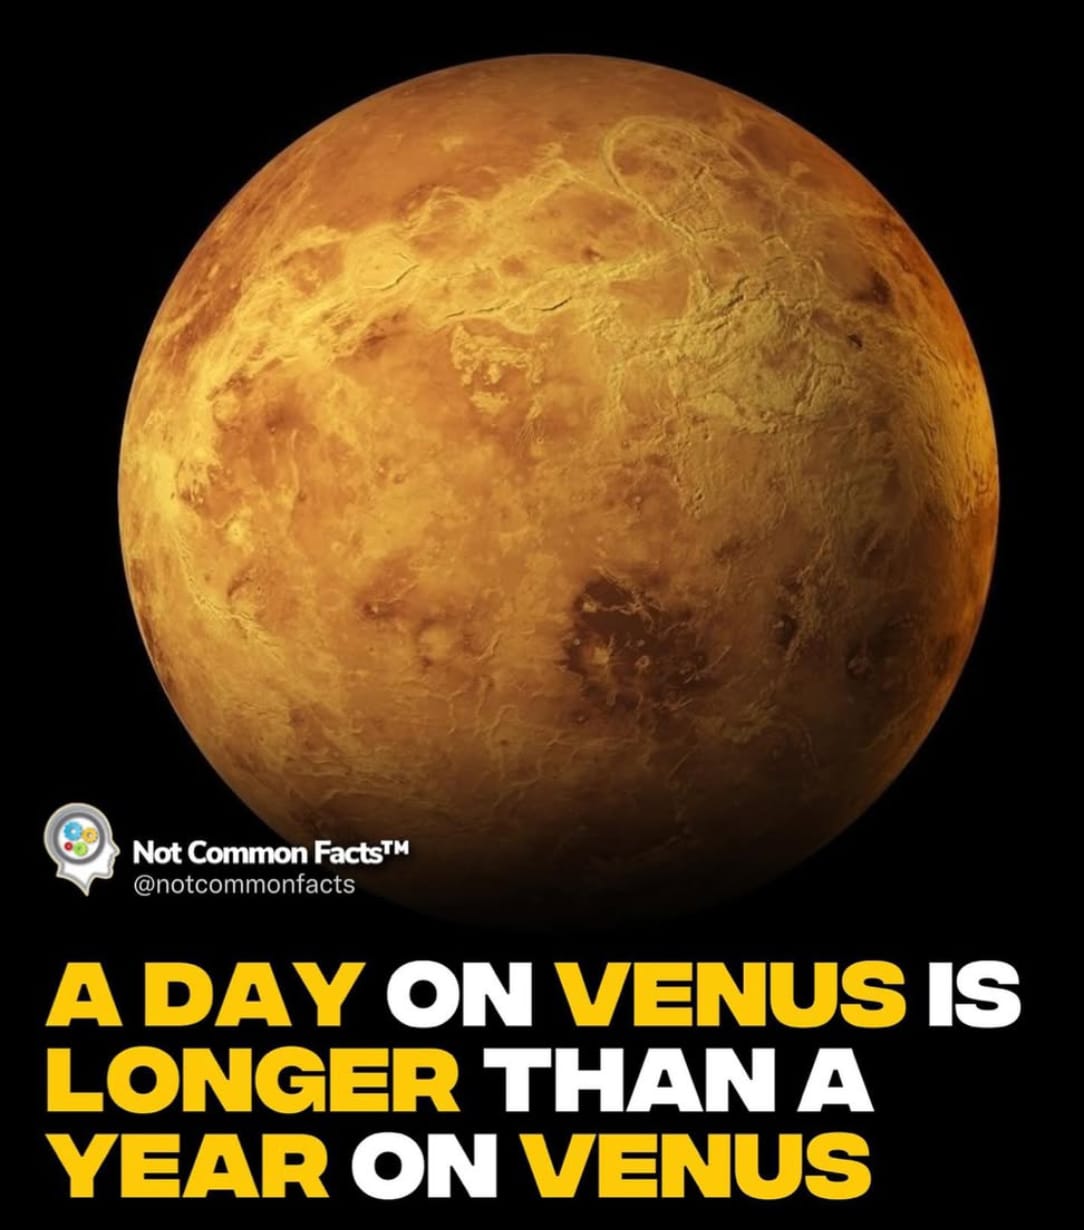 Not Common Facts™
@notcommonfacts
A DAY ON VENUS IS
LONGER THAN A
YEAR ON VENUS